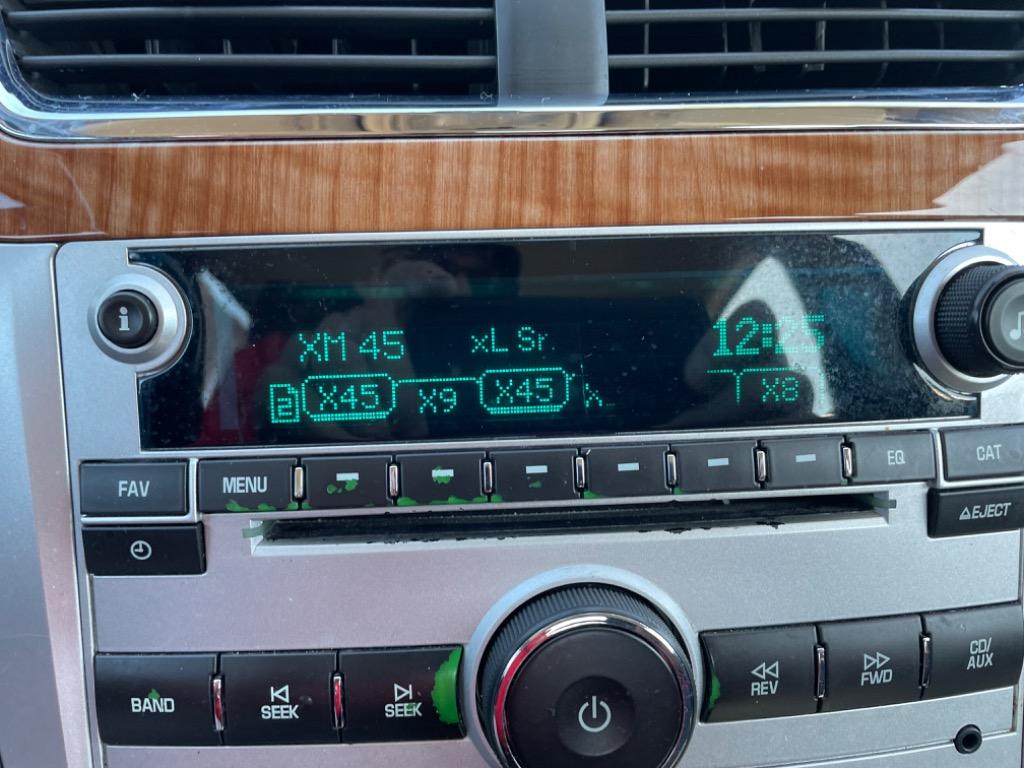 XM 45 xL Sr. 12:25
2 X45 X9 X45 X8
i
FAV MENU EQ CAT
EJECT
BAND SEEK SEEK REV FWD CD/
AUX